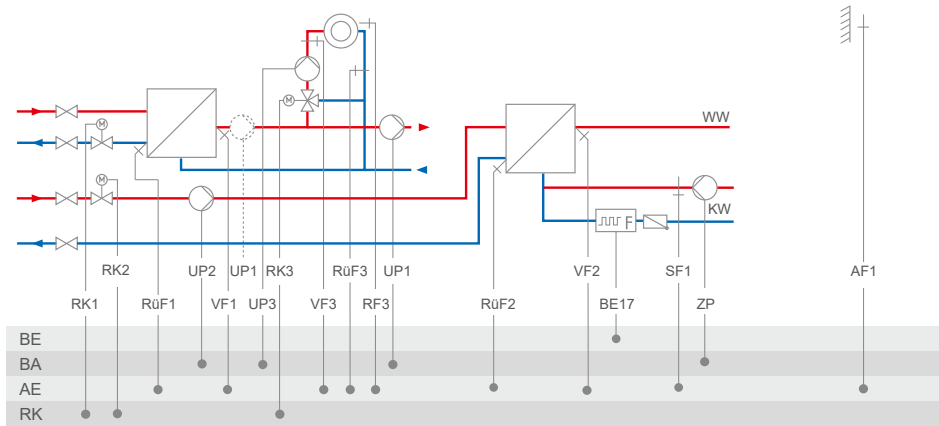 M
M
M
M
WW
F
KW
RK2 UP2 UP1 RK3 RüF3 UP1 VF2 SF1 AF1
RK1 RüF1 VF1 UP3 VF3 RF3 RüF2 BE17 ZP
BE
BA
AE
RK